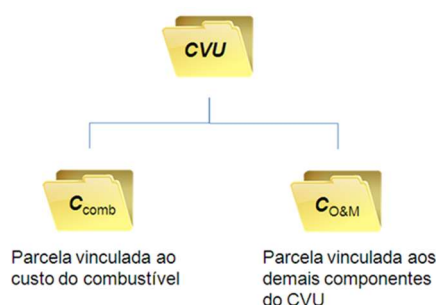 CVU
Ccomb
CO&M
Parcela vinculada ao
custo do combustível
Parcela vinculada aos
demais componentes
do CVU